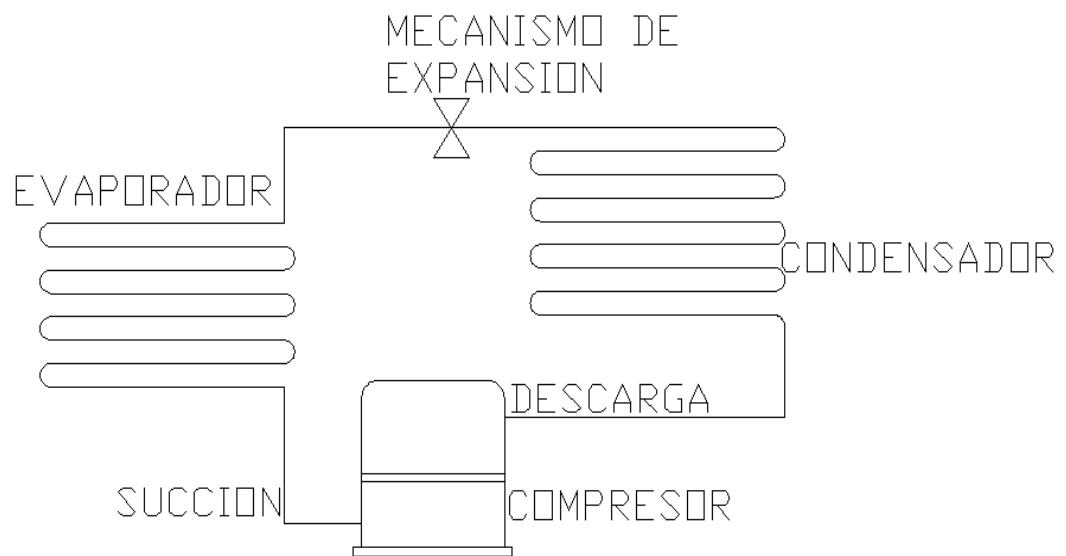 MECANISMO DE
EXPANSION
EVAPORADOR
CONDENSADOR
DESCARGA
SUCCION
COMPRESOR